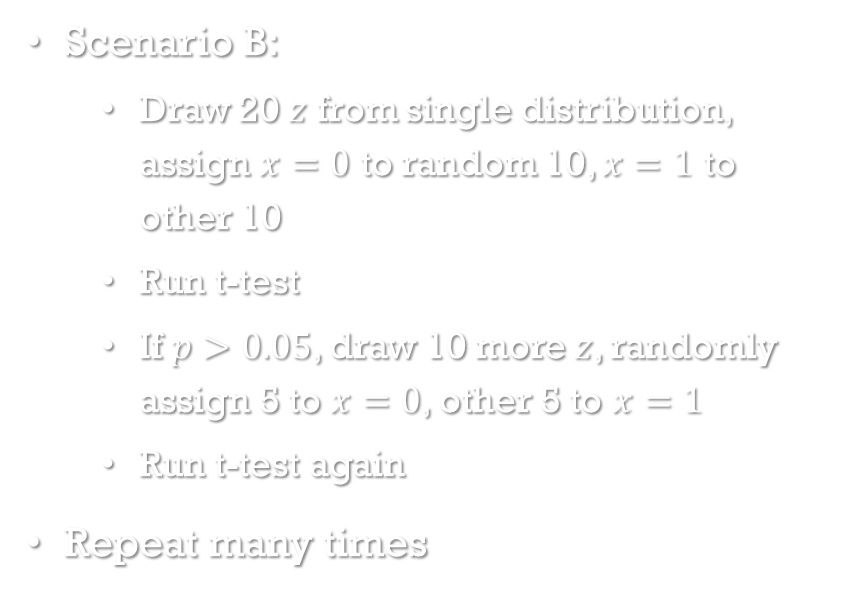 • Scenario B:
• Draw 20 z from single distribution,
assign x = 0 to random 10, x = 1 to
other 10
• Run t-test
• If p > 0.05, draw 10 more z, randomly
assign 5 to x = 0, other 5 to x = 1
• Run t-test again
• Repeat many times